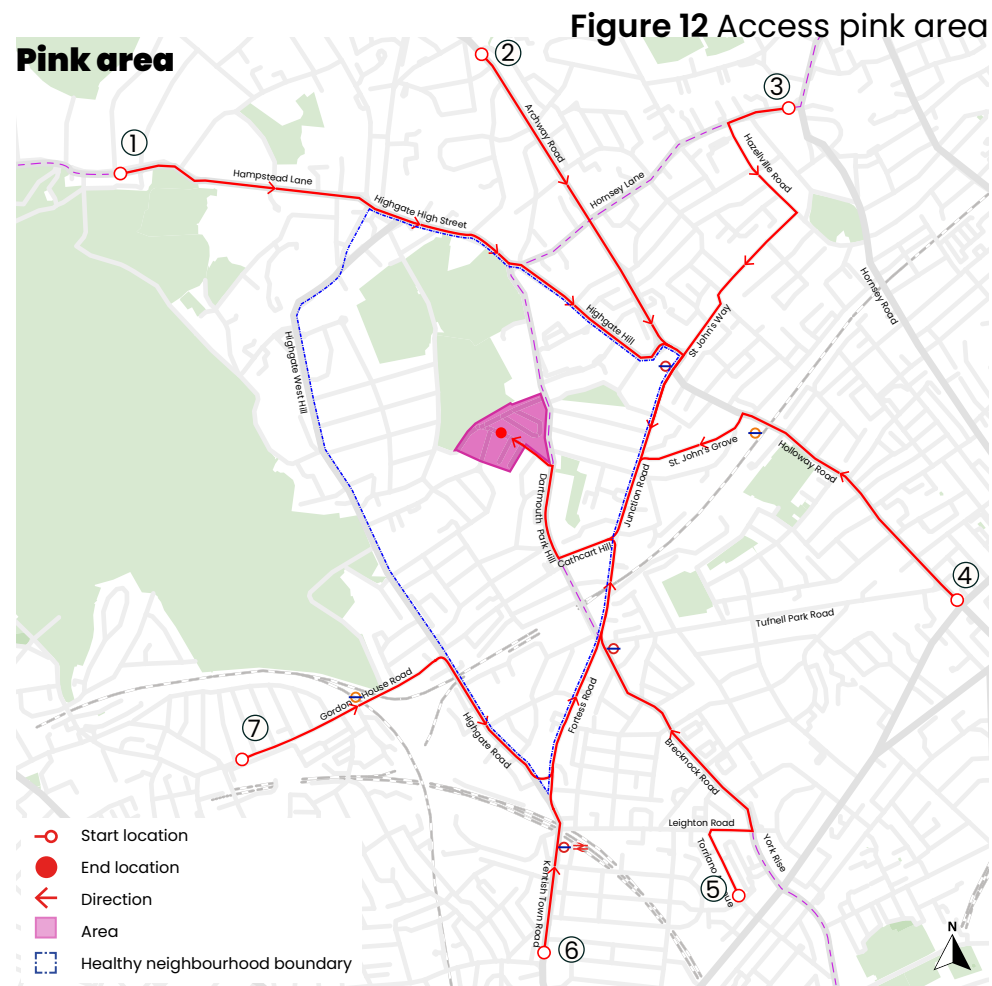 Figure 12 Access pink area
Pink area
2
3
1
Archway Road
Hazellville Road
Hampstead Lane
Hornsey Lane
Highgate High Street
Hornsey Road
Highgate Hill
St John's Way
Highgate West Hill
St. John's Grove
Holloway Road
Junction Road
Dartmouth Park Hill
Cathcart Hill
4
Tufnell Park Road
Gordon House Road
Fortess Road
Highgate Road
7
Brecknock Road
Leighton Road
York Rise
Torriano Avenue
5
Kentish Town Road
6
N
Start location
End location
Direction
Area
Healthy neighbourhood boundary